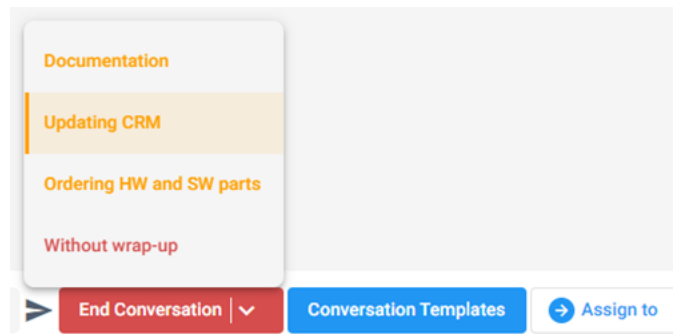 Documentation
Updating CRM
Ordering HW and SW parts
Without wrap-up
End Conversation
Conversation Templates
Assign to